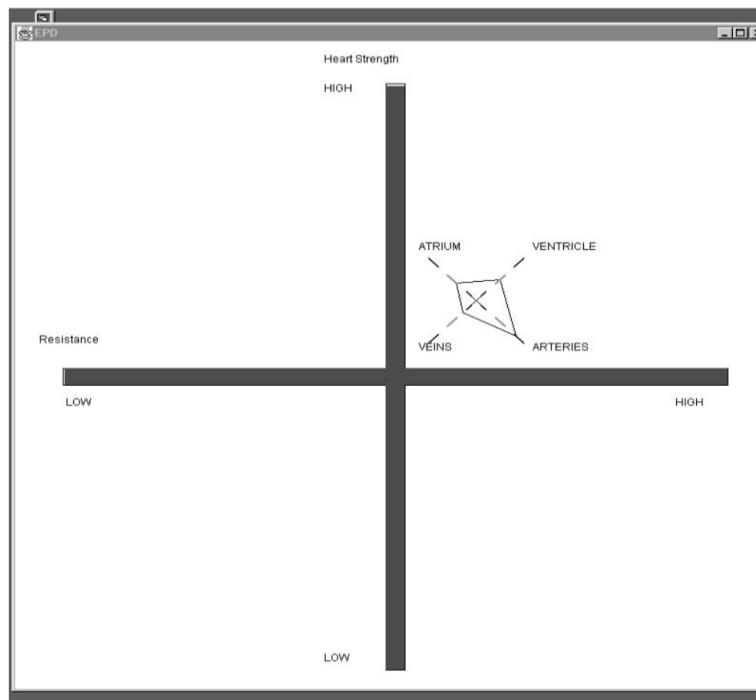 EPD
Heart Strength
HIGH
ATRIUM VENTRICLE
Resistance
VEINS ARTERIES
LOW HIGH
LOW